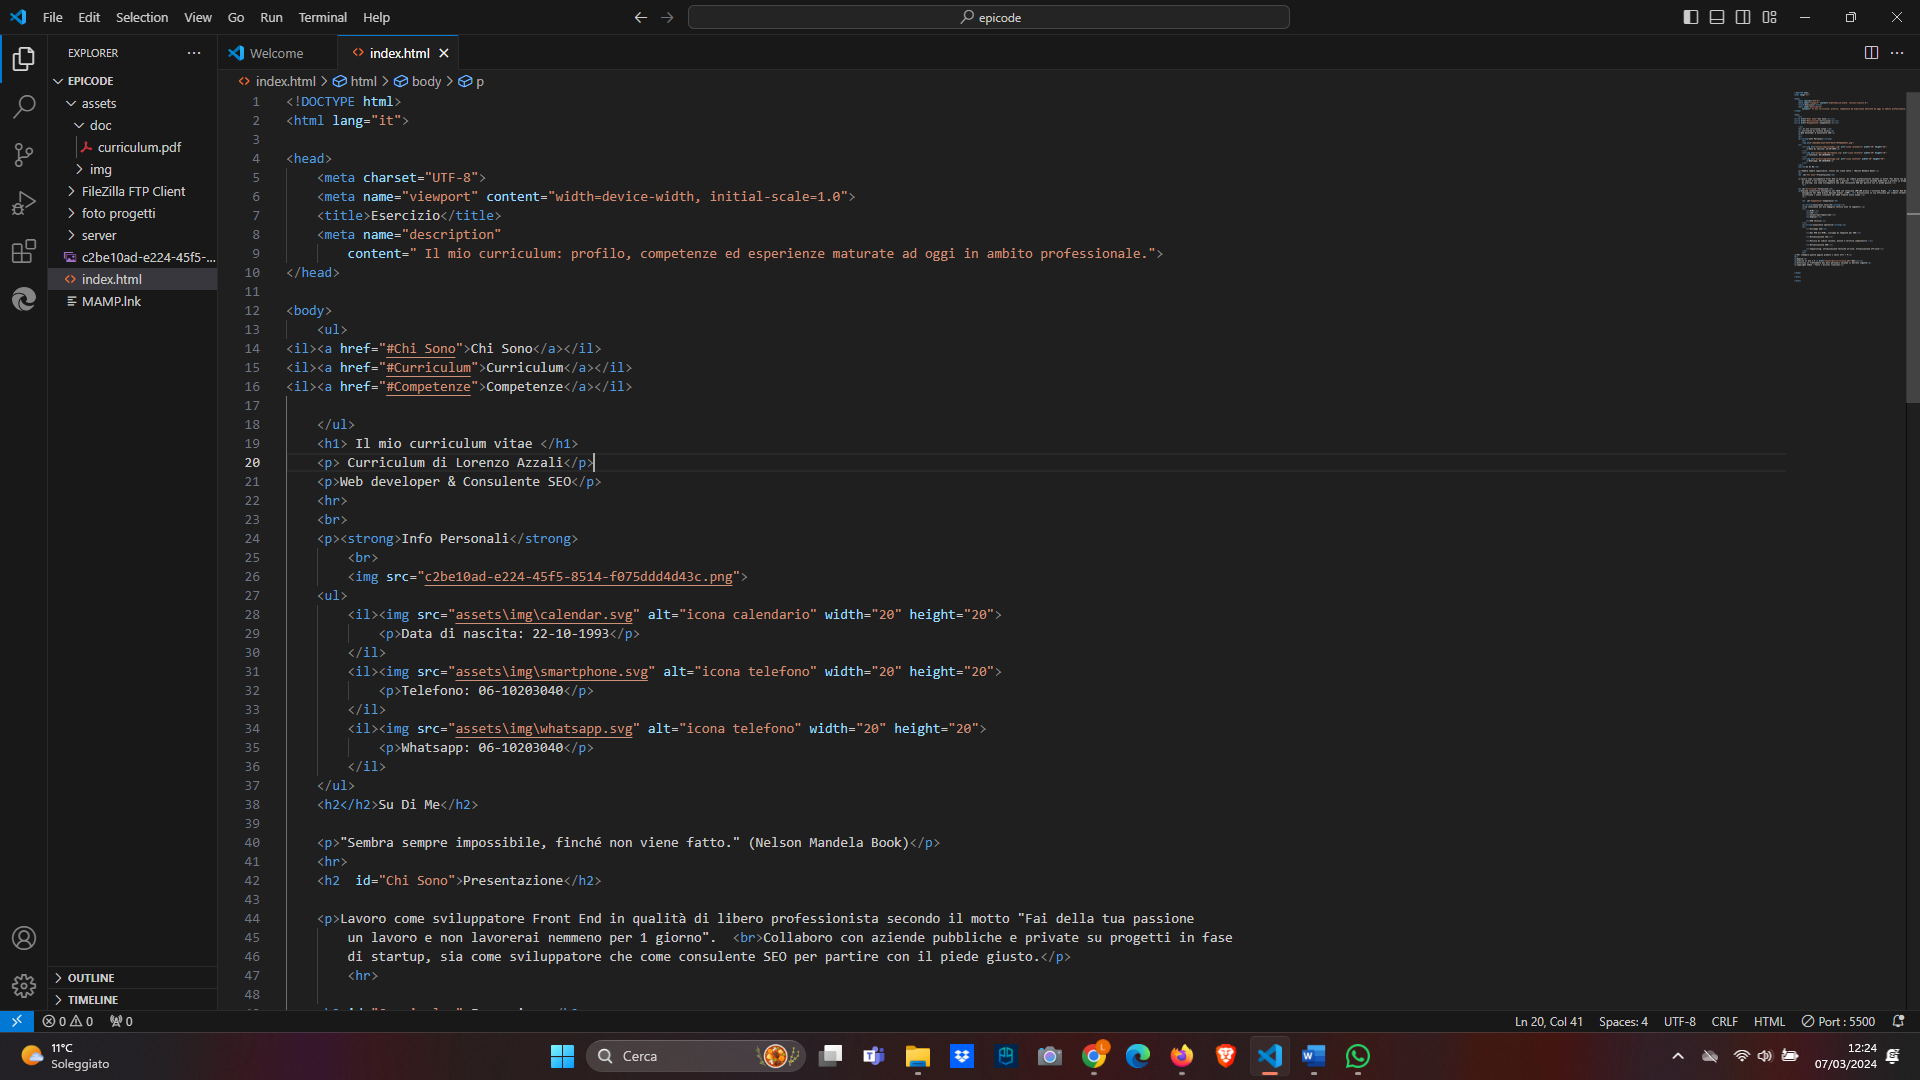 File Edit Selection View Go Run Terminal Help
epicode
EXPLORER
Welcome
index.html
EPICODE
index.html > html > body > p
assets
doc
curriculum.pdf
img
FileZilla FTP Client
foto progetti
server
c2be10ad-e224-45f5-...
index.html
MAMP.lnk
1 <!DOCTYPE html>
2 <html lang="it">
3
4 <head>
5 <meta charset="UTF-8">
6 <meta name="viewport" content="width=device-width, initial-scale=1.0">
7 <title>Esercizio</title>
8 <meta name="description"
9 content=" Il mio curriculum: profilo, competenze ed esperienze maturate ad oggi in ambito professionale.">
10 </head>
11
12 <body>
13 <ul>
14 <il><a href="#Chi Sono">Chi Sono</a></il>
15 <il><a href="#Curriculum">Curriculum</a></il>
16 <il><a href="#Competenze">Competenze</a></il>
17
18 </ul>
19 <h1> Il mio curriculum vitae </h1>
20 <p> Curriculum di Lorenzo Azzali</p>
21 <p>Web developer & Consulente SEO</p>
22 <hr>
23 <br>
24 <p><strong>Info Personali</strong>
25 <br>
26 <img src="c2be10ad-e224-45f5-8514-f075ddd4d43c.png">
27 <ul>
28 <il><img src="assets\img\calendar.svg" alt="icona calendario" width="20" height="20">
29 <p>Data di nascita: 22-10-1993</p>
30 </il>
31 <il><img src="assets\img\smartphone.svg" alt="icona telefono" width="20" height="20">
32 <p>Telefono: 06-10203040</p>
33 </il>
34 <il><img src="assets\img\whatsapp.svg" alt="icona telefono" width="20" height="20">
35 <p>Whatsapp: 06-10203040</p>
36 </il>
37 </ul>
38 <h2</h2>Su Di Me</h2>
39
40 <p>"Sembra sempre impossibile, finché non viene fatto." (Nelson Mandela Book)</p>
41 <hr>
42 <h2  id="Chi Sono">Presentazione</h2>
43
44 <p>Lavoro come sviluppatore Front End in qualità di libero professionista secondo il motto "Fai della tua passione
45 un lavoro e non lavorerai nemmeno per 1 giorno".  <br>Collaboro con aziende pubbliche e private su progetti in fase
46 di startup, sia come sviluppatore che come consulente SEO per partire con il piede giusto.</p>
47 <hr>
48
OUTLINE
TIMELINE
0 0 0
Ln 20, Col 41 Spaces: 4 UTF-8 CRLF HTML Port : 5500
11°C
Soleggiato
Cerca
12:24
07/03/2024